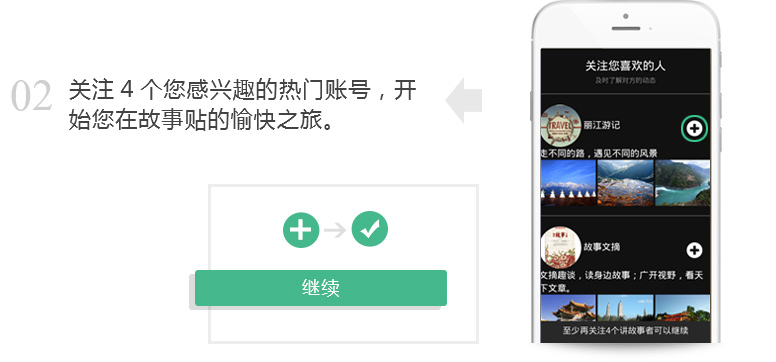 02
关注 4 个您感兴趣的热门账号，开
始您在故事贴的愉快之旅。
继续
关注您喜欢的人
及时了解对方的动态
TRAVEL
丽江游记
走不同的路，遇见不同的风景
故事文摘
文摘趣谈，读身边故事；广开视野，看天
下文章。
至少再关注4个讲故事者可以继续